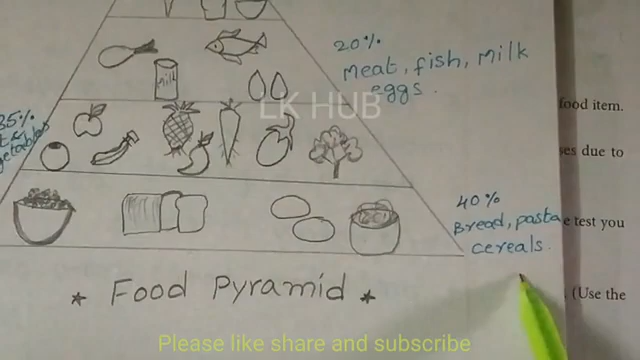 20%
Meat, fish, Milk
eggs.
Milk
LK HUB
35%
food item.
es due to
40%
Bread, pasta
cereals.
e test you
* Food Pyramid *
(Use the
Please like share and subscribe